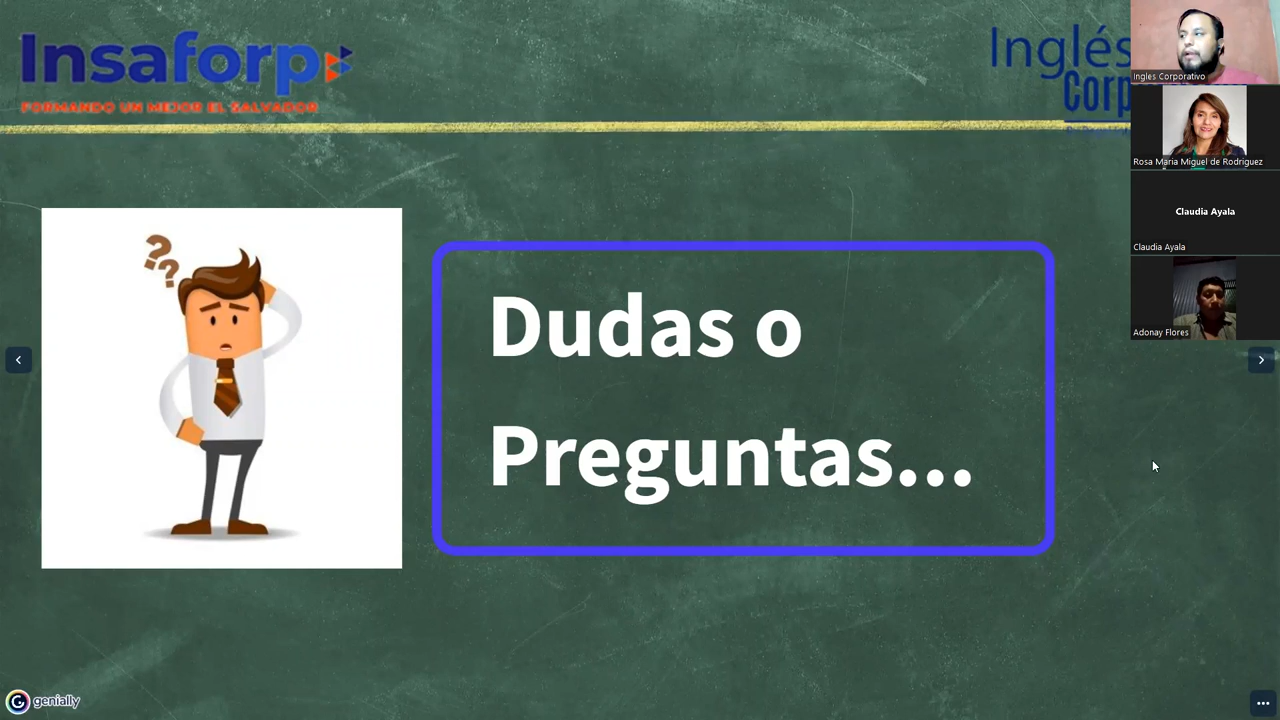 Insaforp
FORMANDO UN MEJOR EL SALVADOR
Inglés
Corp
Ingles Corporativo
Rosa Maria Miguel de Rodriguez
Claudia Ayala
Claudia Ayala
Adonay Flores
??
Dudas o
Preguntas...
genially